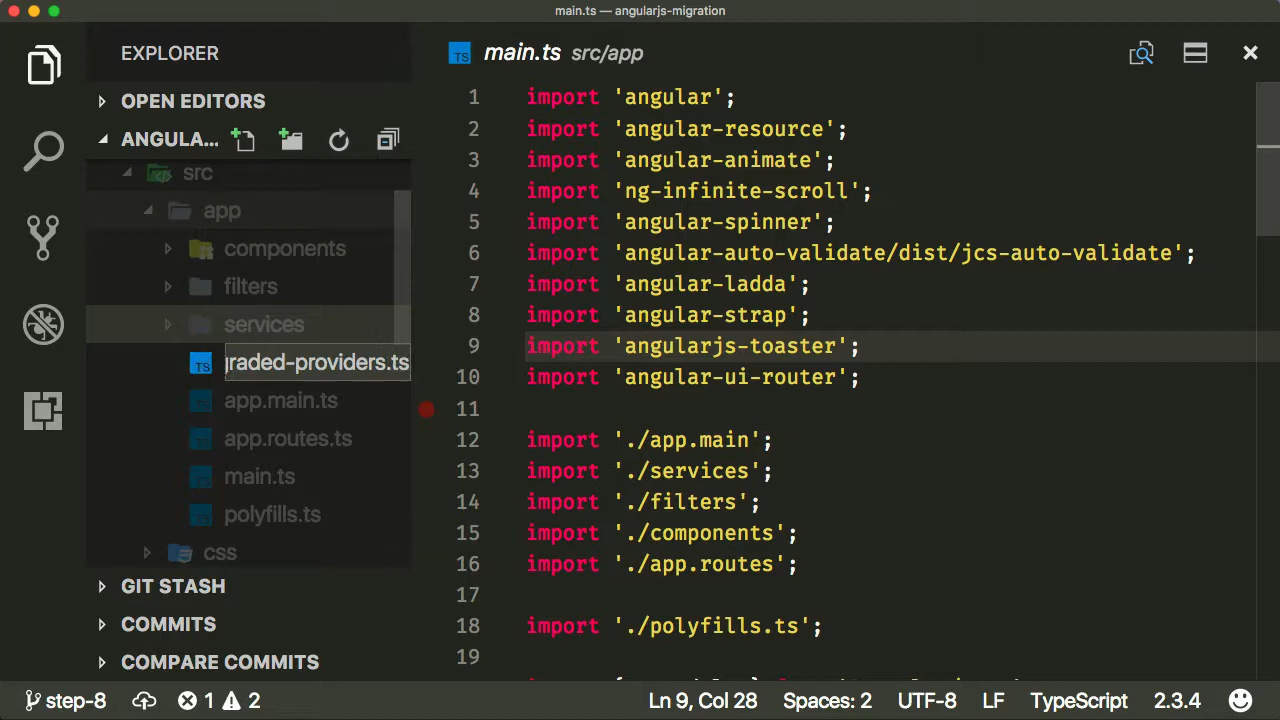 main.ts — angularjs-migration
EXPLORER
OPEN EDITORS
ANGULA...
src
app
components
filters
services
TS raded-providers.ts
app.main.ts
app.routes.ts
main.ts
polyfills.ts
css
GIT STASH
COMMITS
COMPARE COMMITS
TS main.ts src/app
1 import 'angular';
2 import 'angular-resource';
3 import 'angular-animate';
4 import 'ng-infinite-scroll';
5 import 'angular-spinner';
6 import 'angular-auto-validate/dist/jcs-auto-validate';
7 import 'angular-ladda';
8 import 'angular-strap';
9 import 'angularjs-toaster';
10 import 'angular-ui-router';
11
12 import './app.main';
13 import './services';
14 import './filters';
15 import './components';
16 import './app.routes';
17
18 import './polyfills.ts';
19
step-8 1 2 Ln 9, Col 28 Spaces: 2 UTF-8 LF TypeScript 2.3.4